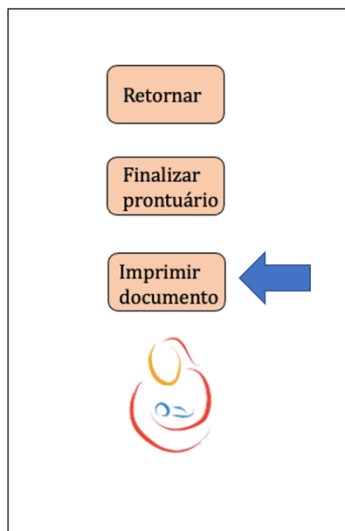 Retornar
Finalizar
prontuário
Imprimir
documento